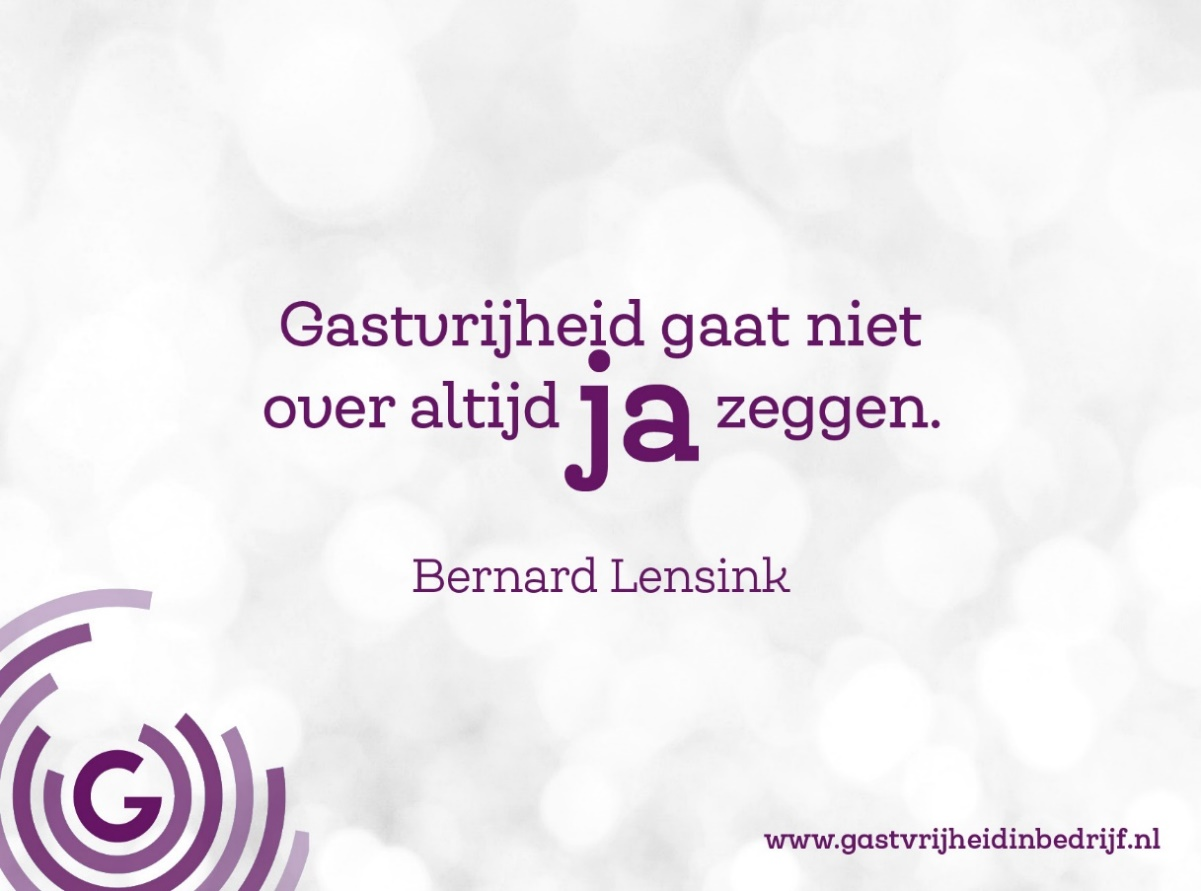 Gastvrijheid gaat niet
over altijd ja zeggen.
Bernard Lensink
G
www.gastvrijheidinbedrijf.nl